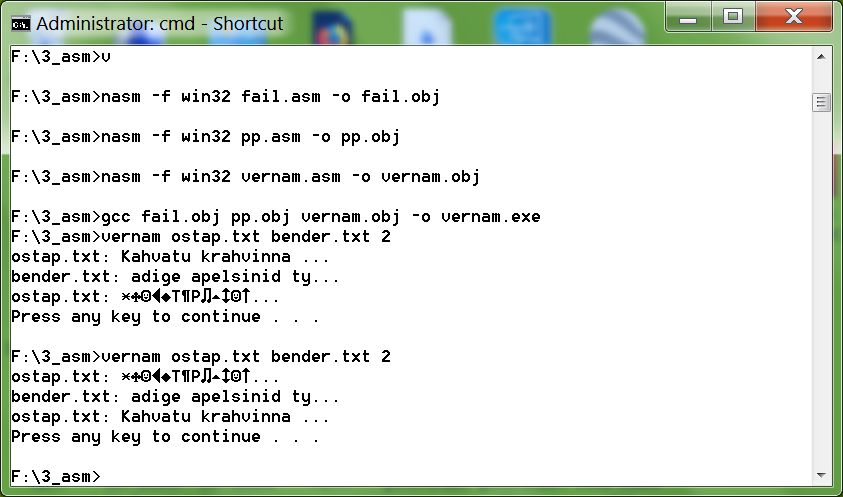 Administrator: cmd - Shortcut
F:\3_asm>v
F:\3_asm>nasm -f win32 fail.asm -o fail.obj
F:\3_asm>nasm -f win32 pp.asm -o pp.obj
F:\3_asm>nasm -f win32 vernam.asm -o vernam.obj
F:\3_asm>gcc fail.obj pp.obj vernam.obj -o vernam.exe
F:\3_asm>vernam ostap.txt bender.txt 2
ostap.txt: Kahvatu krahvinna ...
bender.txt: adige apelsinid ty...
ostap.txt: ☼♣☺◄♦T¶P♫▲↕☺↑...
Press any key to continue . . .
F:\3_asm>vernam ostap.txt bender.txt 2
ostap.txt: ☼♣☺◄♦T¶P♫▲↕☺↑...
bender.txt: adige apelsinid ty...
ostap.txt: Kahvatu krahvinna ...
Press any key to continue . . .
F:\3_asm>